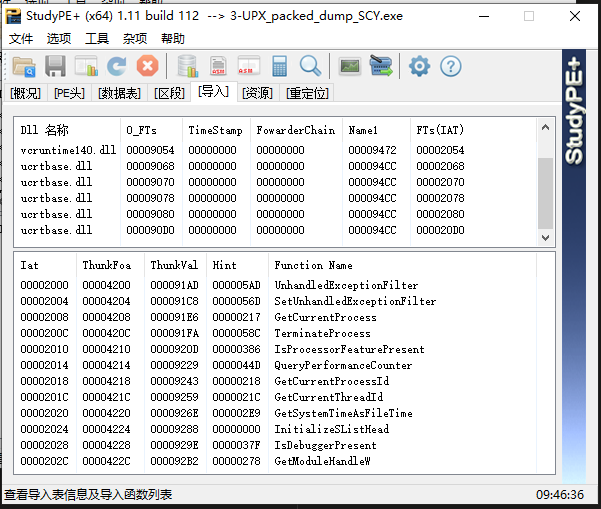 StudyPE+ (x64) 1.11 build 112 --> 3-UPX_packed_dump_SCY.exe
文件 选项 工具 杂项 帮助
[概况] [PE头] [数据表] [区段] [导入] [资源] [重定位]
StudyPE+
Dll 名称 O_FTs TimeStamp FowarderChain Name1 FTs(IAT)
vcruntime140.dll 00009054 00000000 00000000 00009472 00002054
ucrtbase.dll 00009068 00000000 00000000 000094CC 00002068
ucrtbase.dll 00009070 00000000 00000000 000094CC 00002070
ucrtbase.dll 00009078 00000000 00000000 000094CC 00002078
ucrtbase.dll 00009080 00000000 00000000 000094CC 00002080
ucrtbase.dll 000090D0 00000000 00000000 000094CC 000020D0
Iat ThunkFoa ThunkVal Hint Function Name
00002000 00004200 000091AD 000005AD UnhandledExceptionFilter
00002004 00004204 000091C8 0000056D SetUnhandledExceptionFilter
00002008 00004208 000091E6 00000217 GetCurrentProcess
0000200C 0000420C 000091FA 0000058C TerminateProcess
00002010 00004210 0000920D 00000386 IsProcessorFeaturePresent
00002014 00004214 00009229 0000044D QueryPerformanceCounter
00002018 00004218 00009243 00000218 GetCurrentProcessId
0000201C 0000421C 00009259 0000021C GetCurrentThreadId
00002020 00004220 0000926E 000002E9 GetSystemTimeAsFileTime
00002024 00004224 00009288 00000000 InitializeSListHead
00002028 00004228 0000929E 0000037F IsDebuggerPresent
0000202C 0000422C 000092B2 00000278 GetModuleHandleW
查看导入表信息及导入函数列表 09:46:36